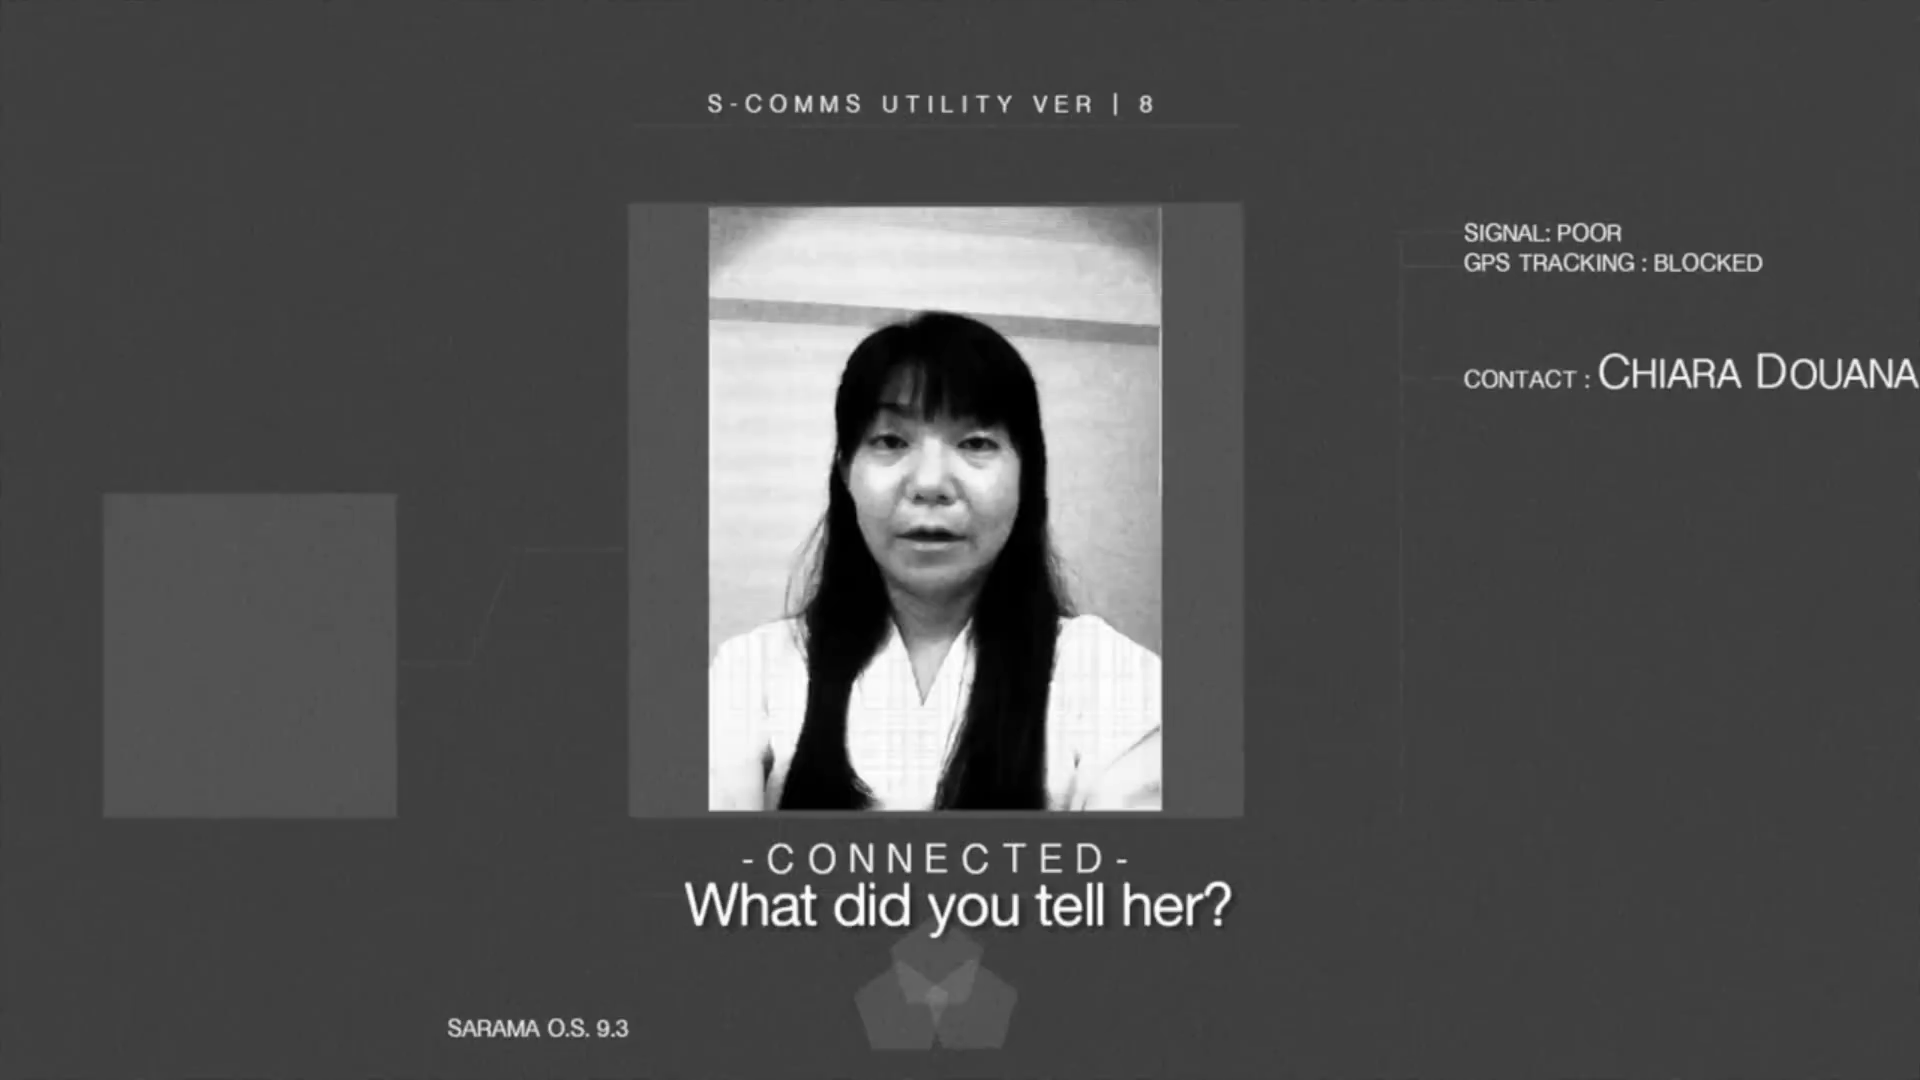 S-COMMS UTILITY VER | 8
SIGNAL: POOR
GPS TRACKING : BLOCKED
CONTACT : CHIARA DOUANA
-CONNECTED-
What did you tell her?
SARAMA O.S. 9.3